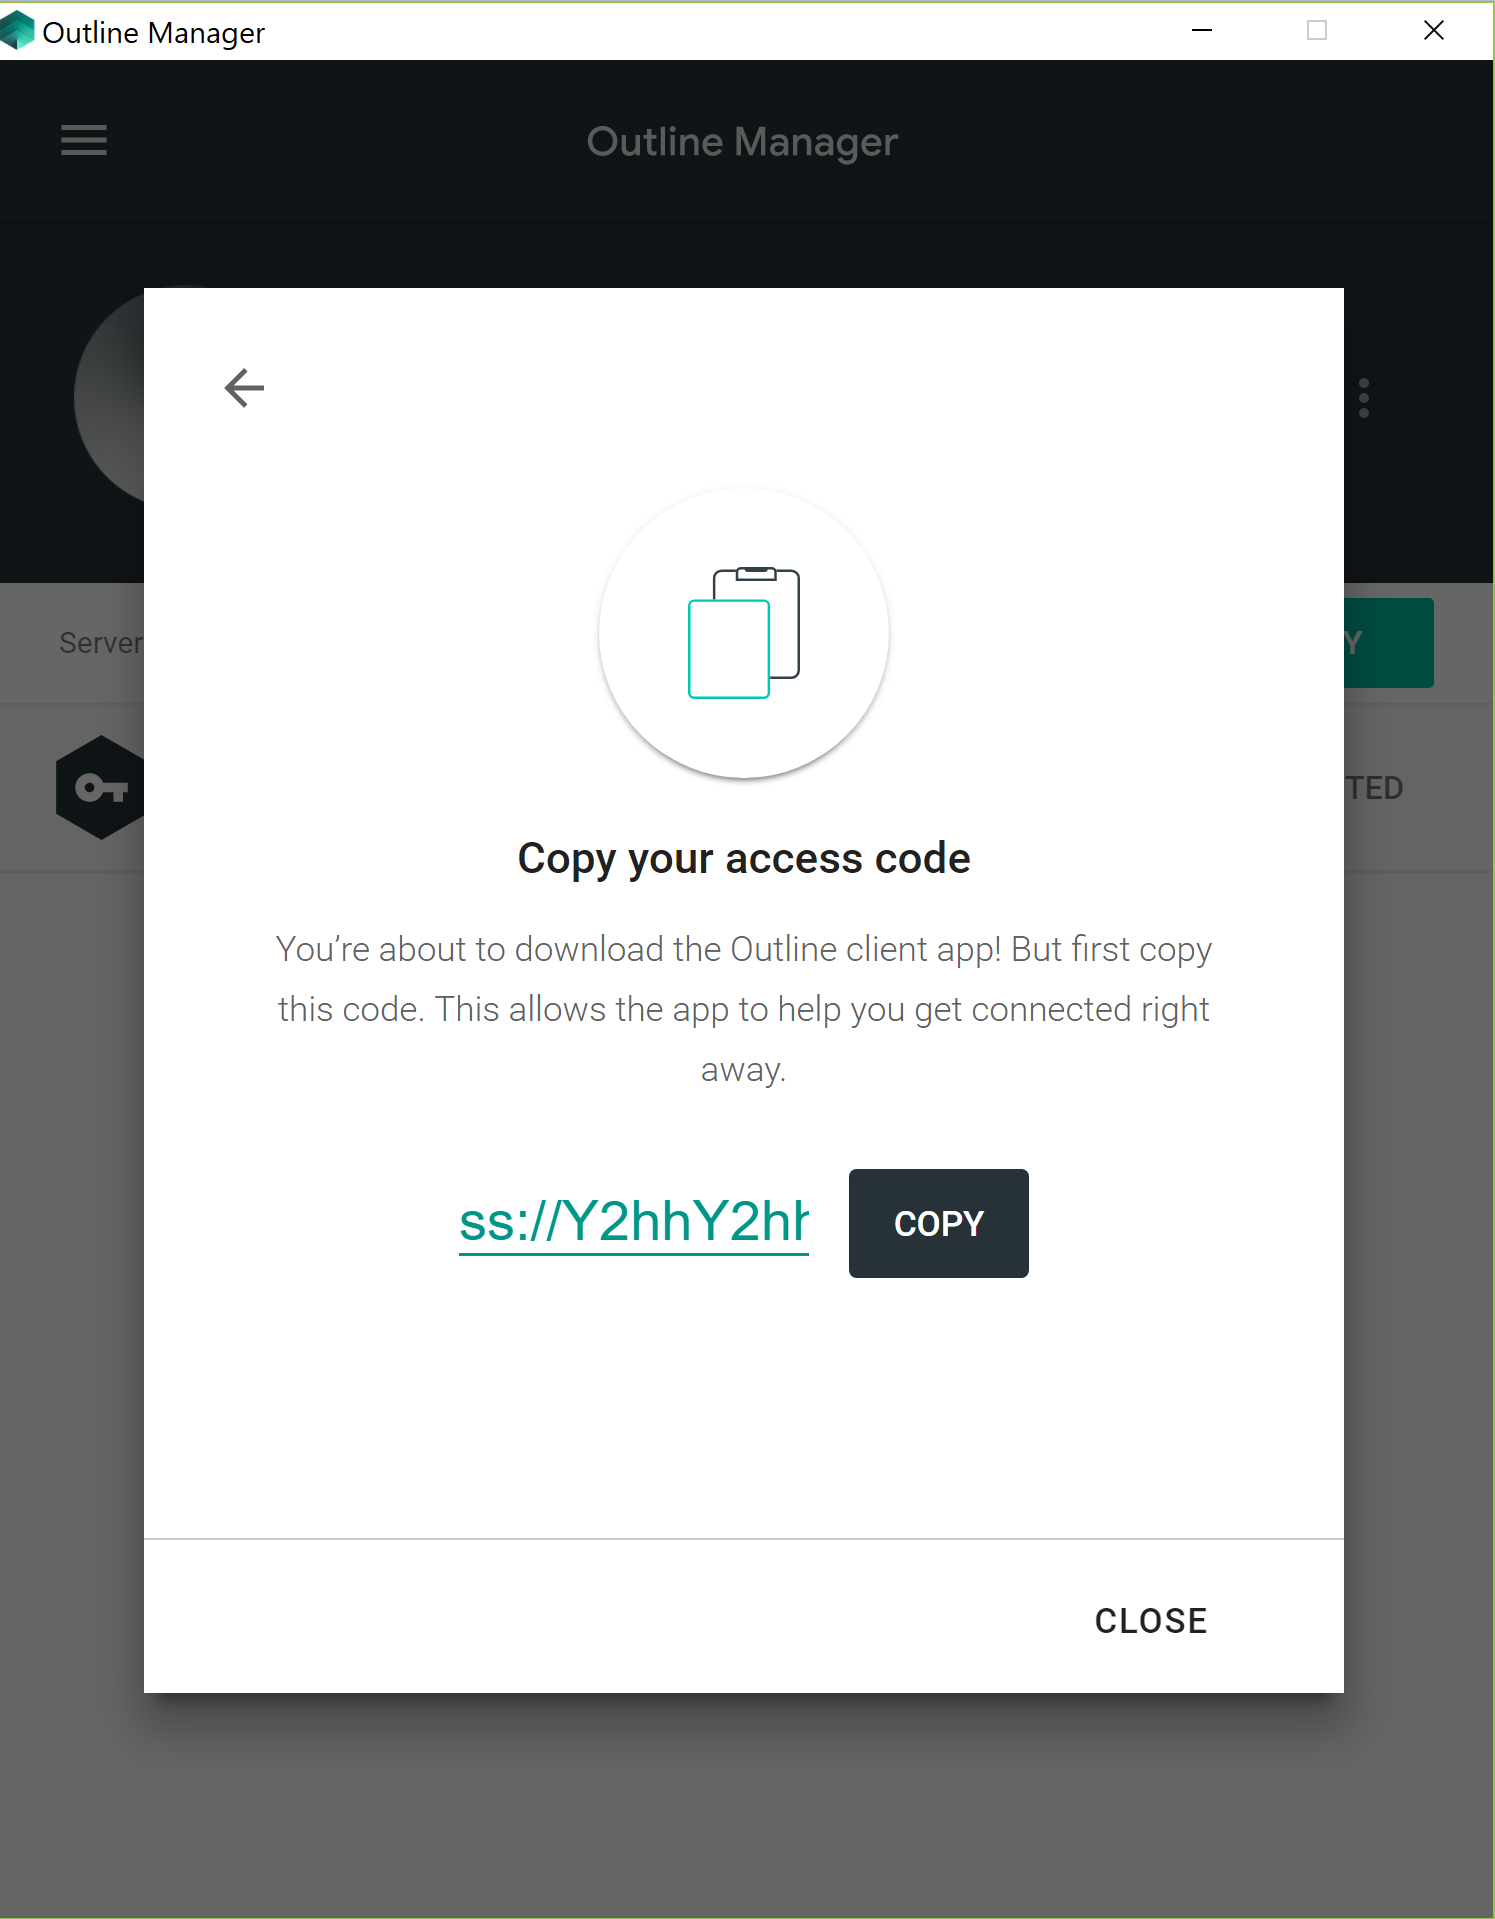 Outline Manager
Outline Manager
Server
Y
TED
Copy your access code
You’re about to download the Outline client app! But first copy
this code. This allows the app to help you get connected right
away.
ss://Y2hhY2hh
COPY
CLOSE